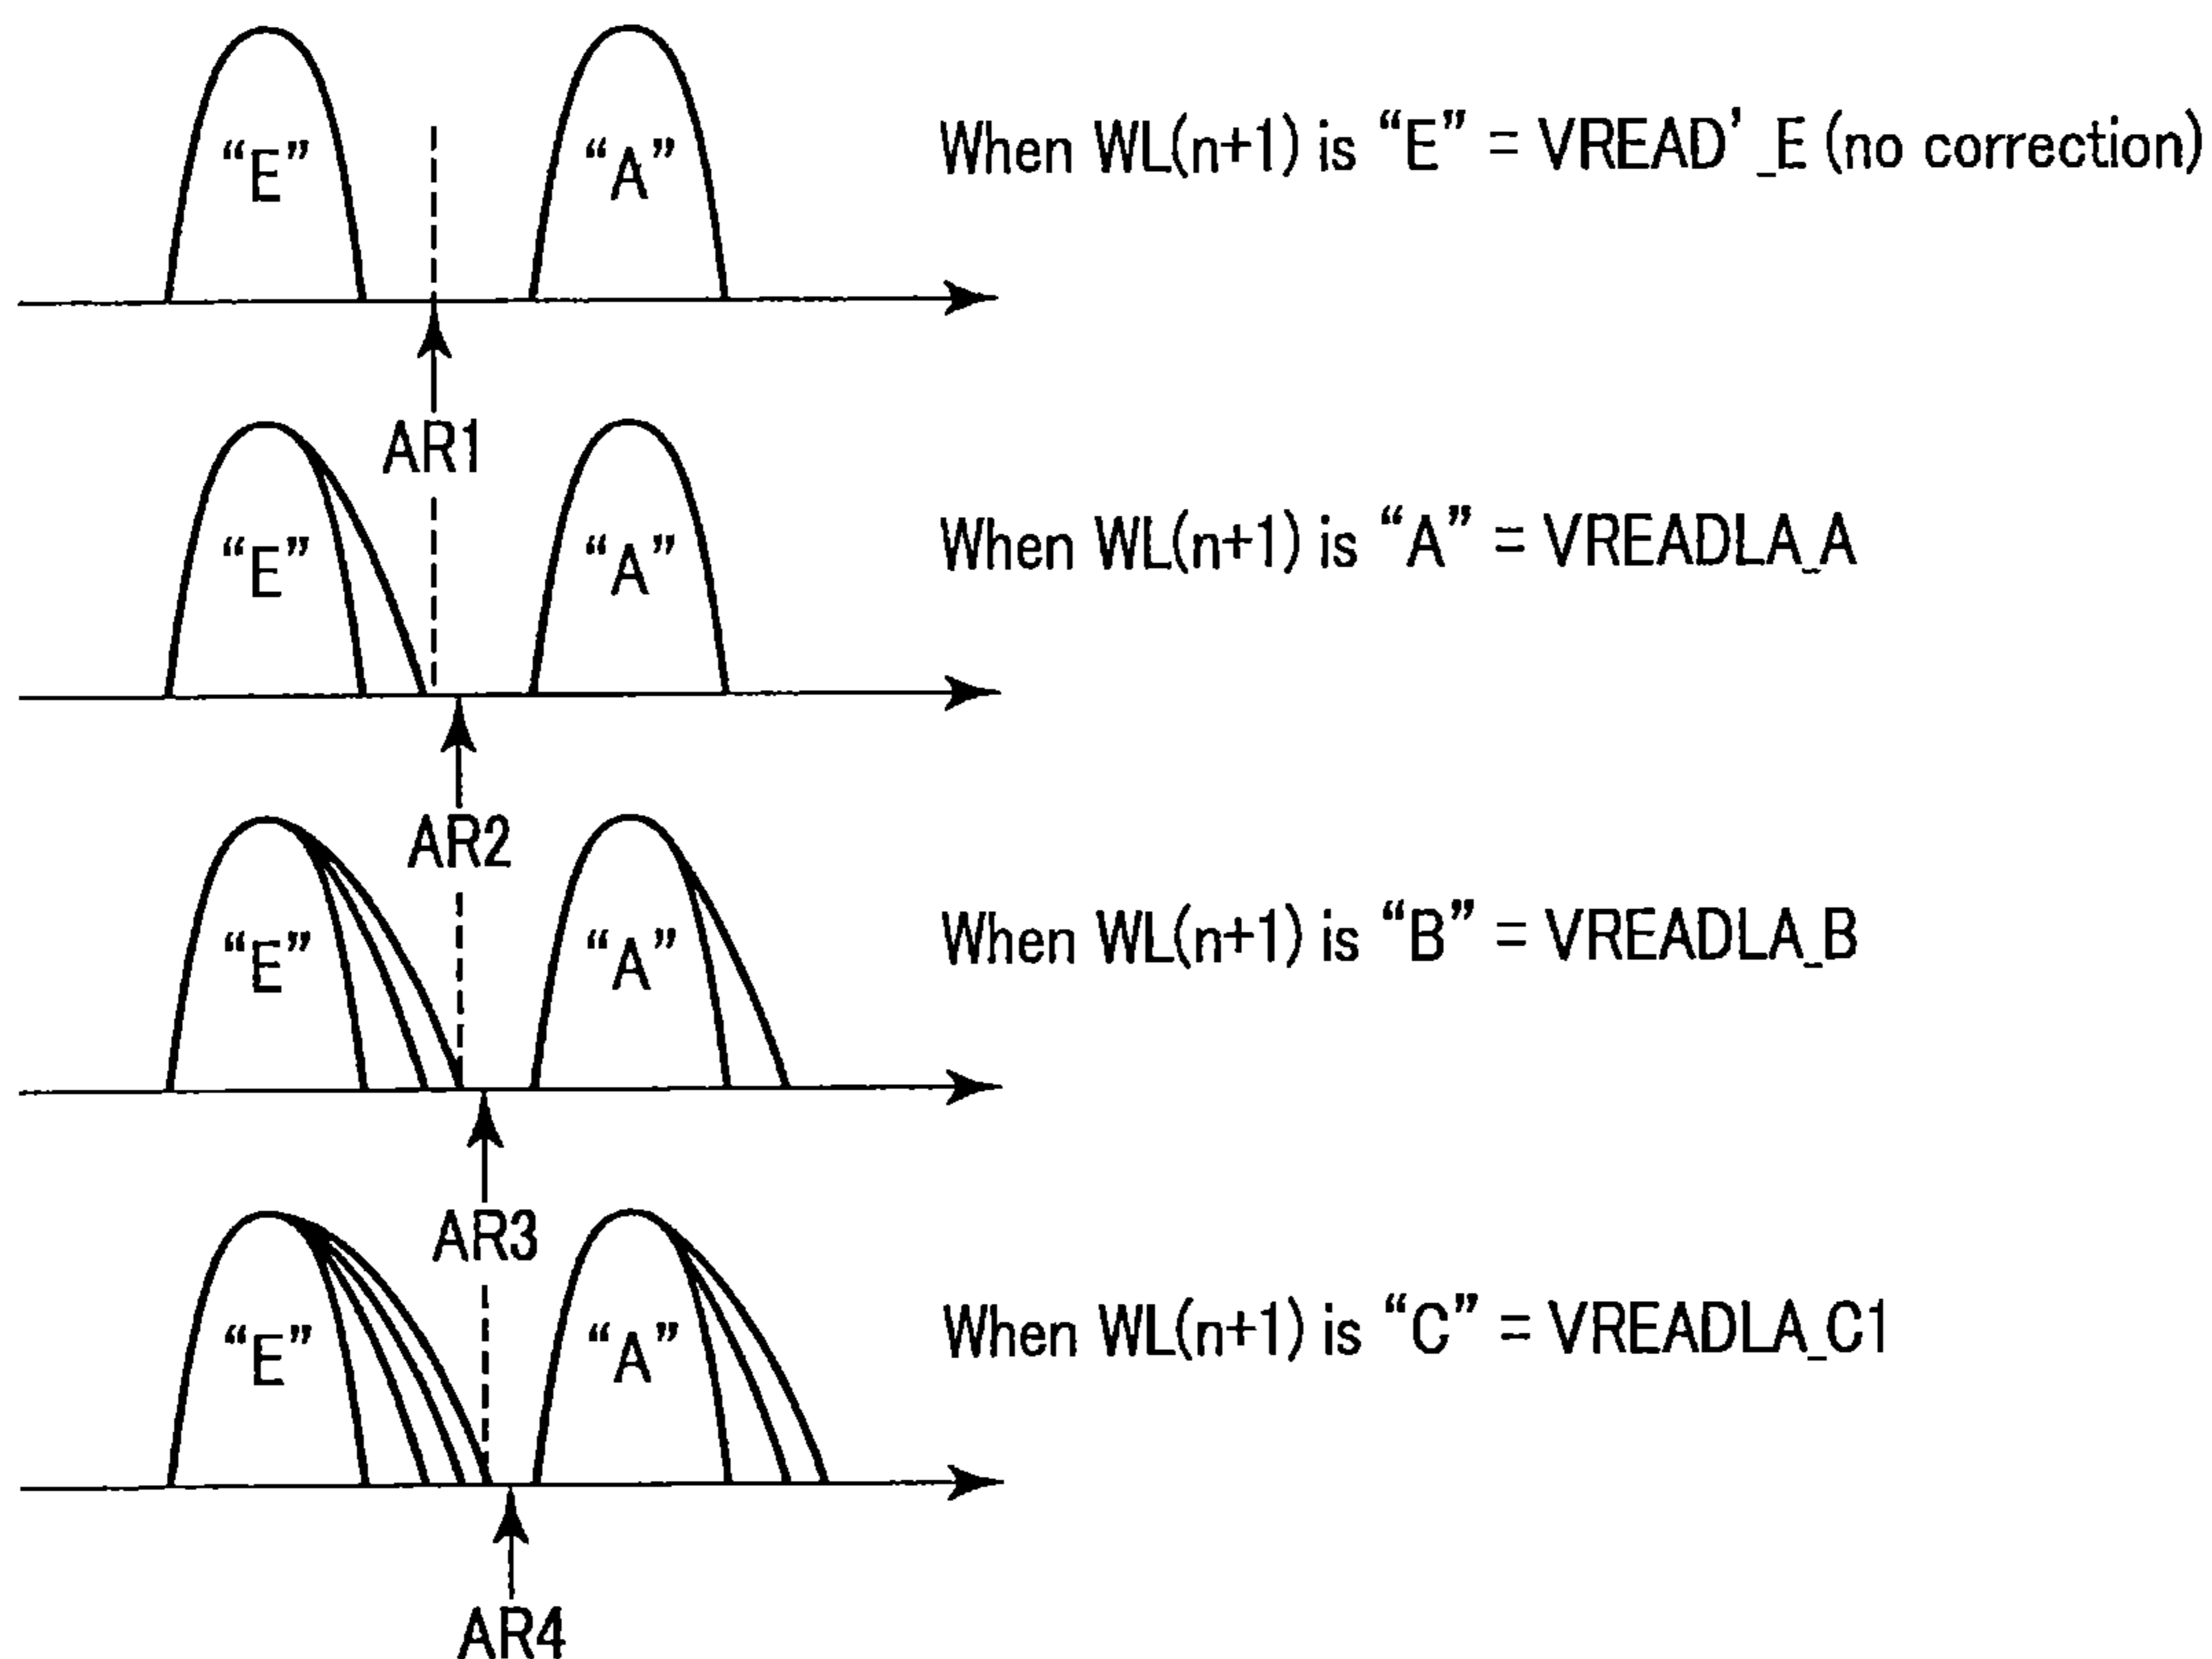 “E” “A” When WL(n+1) is “E” = VREAD’_E (no correction)
AR1
“E” “A” When WL(n+1) is “A” = VREADLA_A
AR2
“E” “A” When WL(n+1) is “B” = VREADLA_B
AR3
“E” “A” When WL(n+1) is “C” = VREADLA_C1
AR4